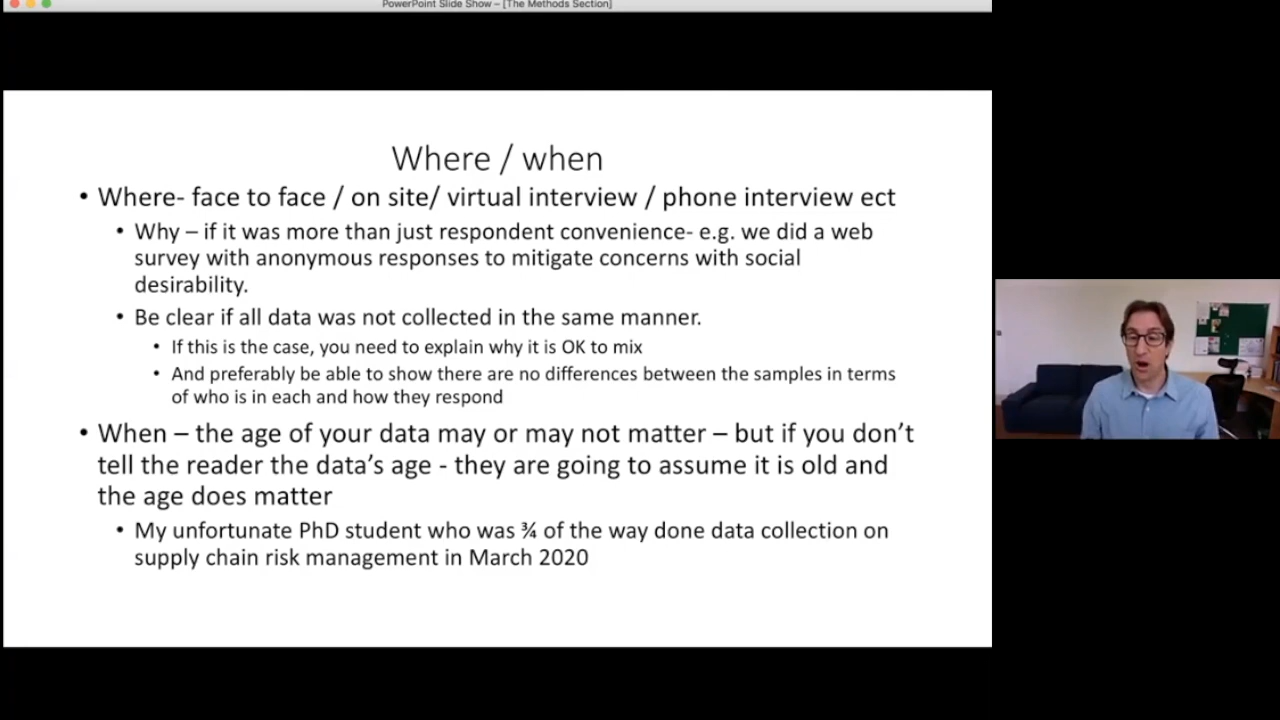 PowerPoint Slide Show – [The Methods Section]
Where / when
• Where- face to face / on site/ virtual interview / phone interview ect
• Why – if it was more than just respondent convenience- e.g. we did a web
survey with anonymous responses to mitigate concerns with social
desirability.
• Be clear if all data was not collected in the same manner.
• If this is the case, you need to explain why it is OK to mix
• And preferably be able to show there are no differences between the samples in terms
of who is in each and how they respond
• When – the age of your data may or may not matter – but if you don’t
tell the reader the data’s age - they are going to assume it is old and
the age does matter
• My unfortunate PhD student who was ¾ of the way done data collection on
supply chain risk management in March 2020